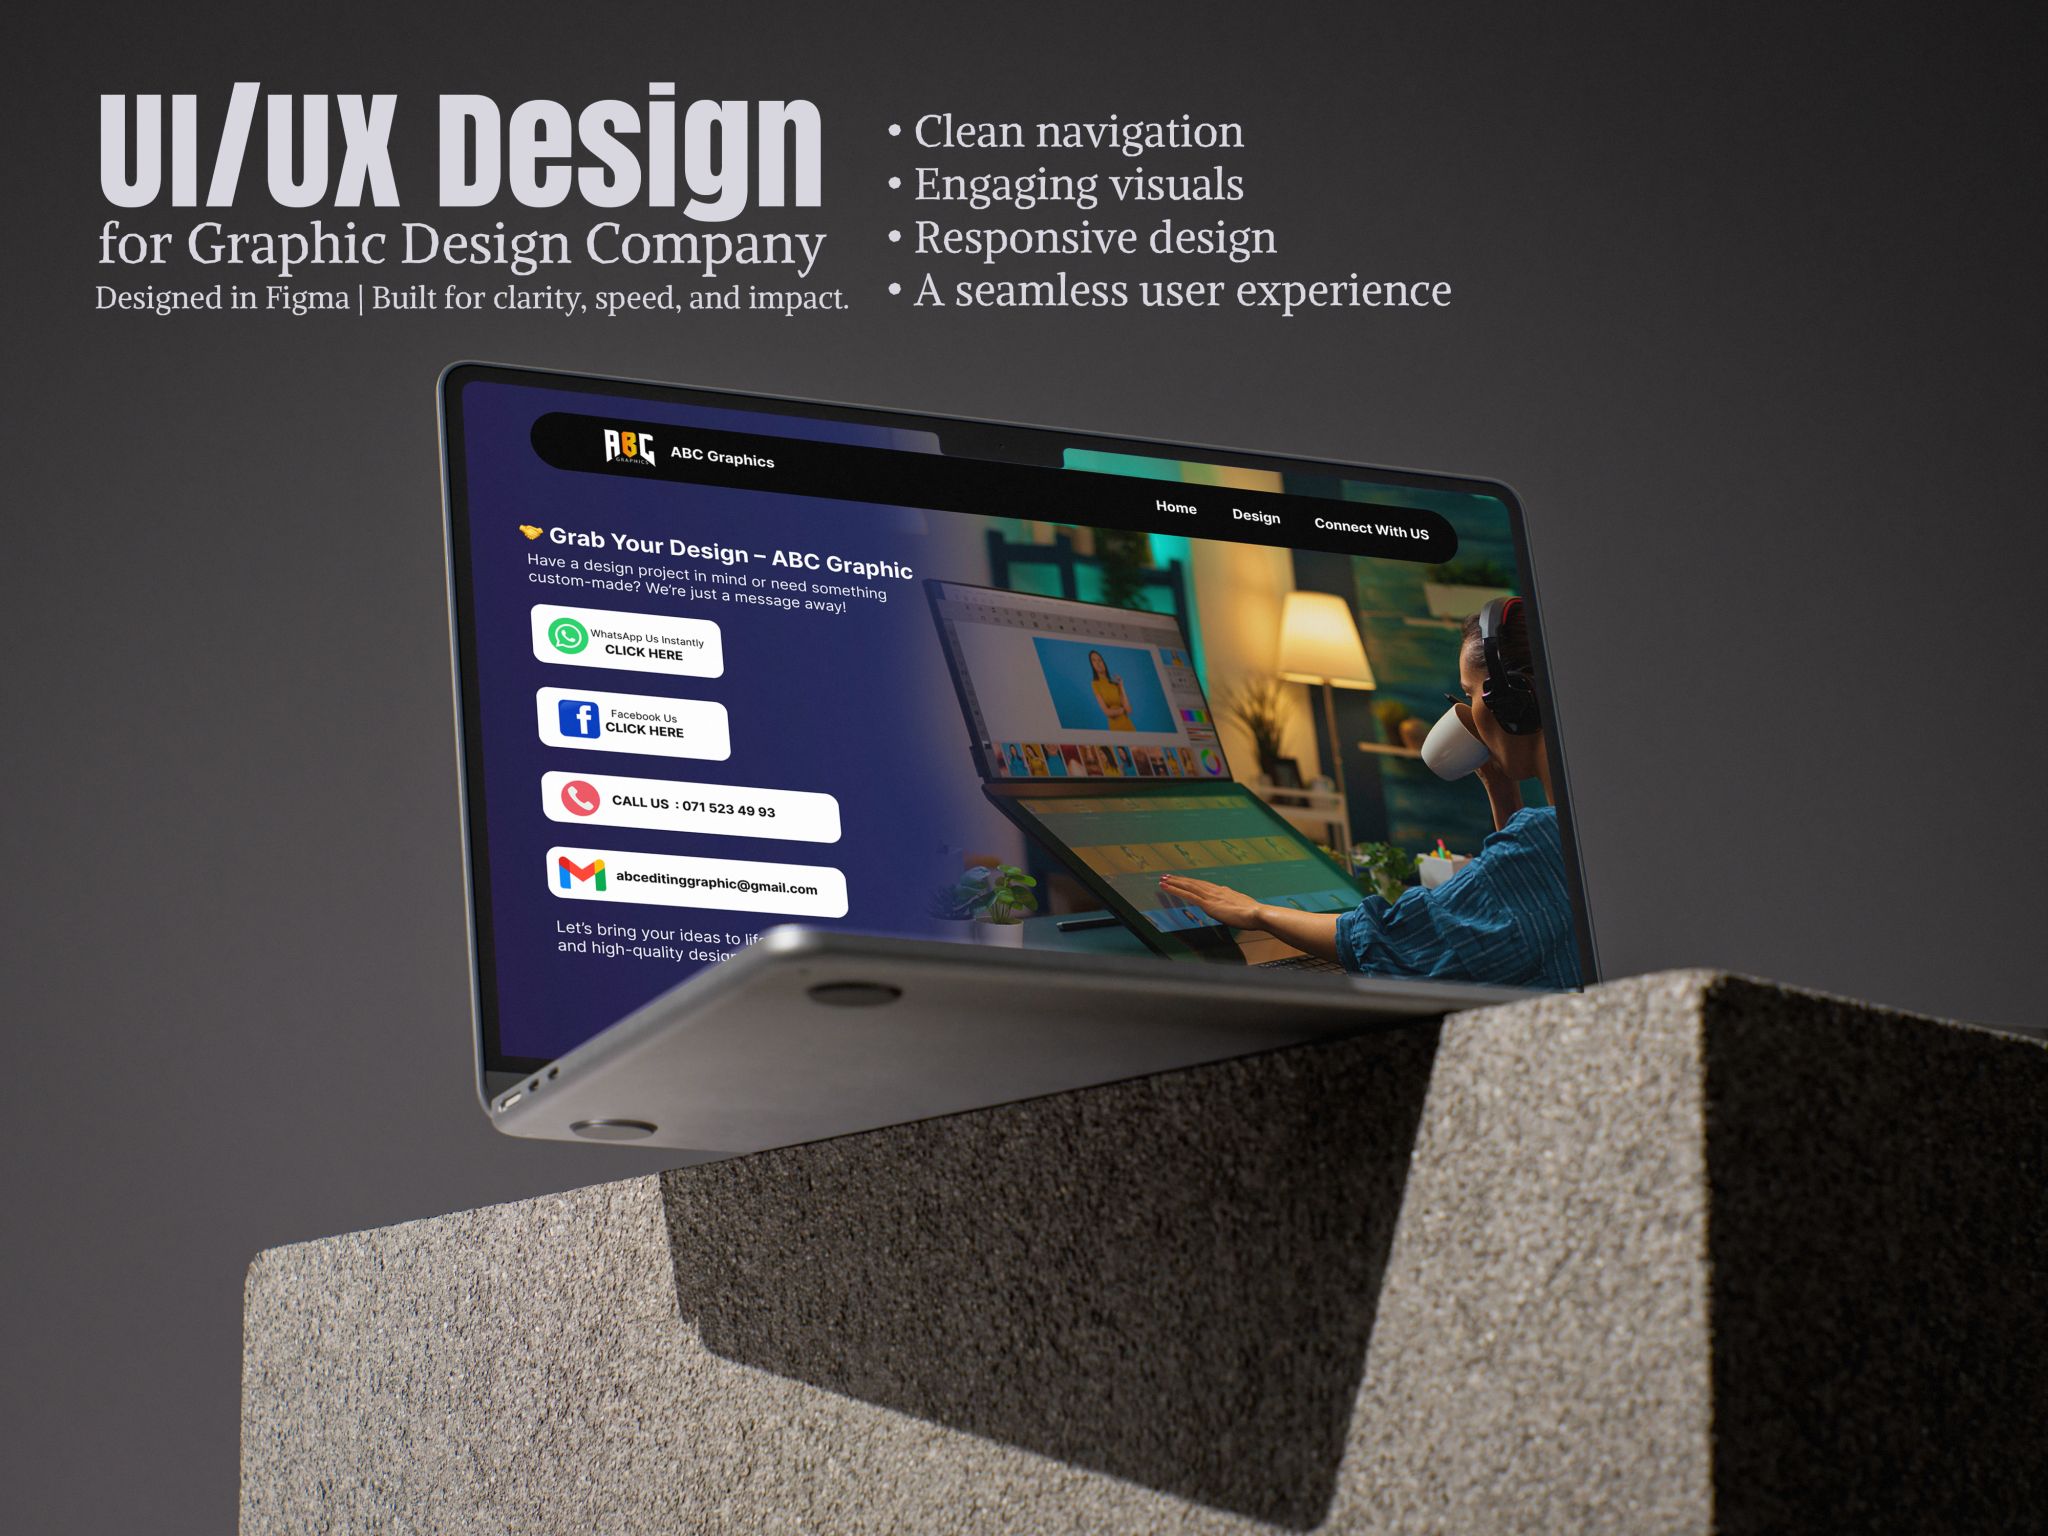 UI/UX Design
for Graphic Design Company
Designed in Figma | Built for clarity, speed, and impact.
• Clean navigation
• Engaging visuals
• Responsive design
• A seamless user experience
ABC
GRAPHICS
ABC Graphics
Home
Design
Connect With US
🤝 Grab Your Design – ABC Graphic
Have a design project in mind or need something
custom-made? We're just a message away!
WhatsApp Us Instantly
CLICK HERE
Facebook Us
CLICK HERE
CALL US : 071 523 49 93
abceditinggraphic@gmail.com
Let's bring your ideas to
and high-quality